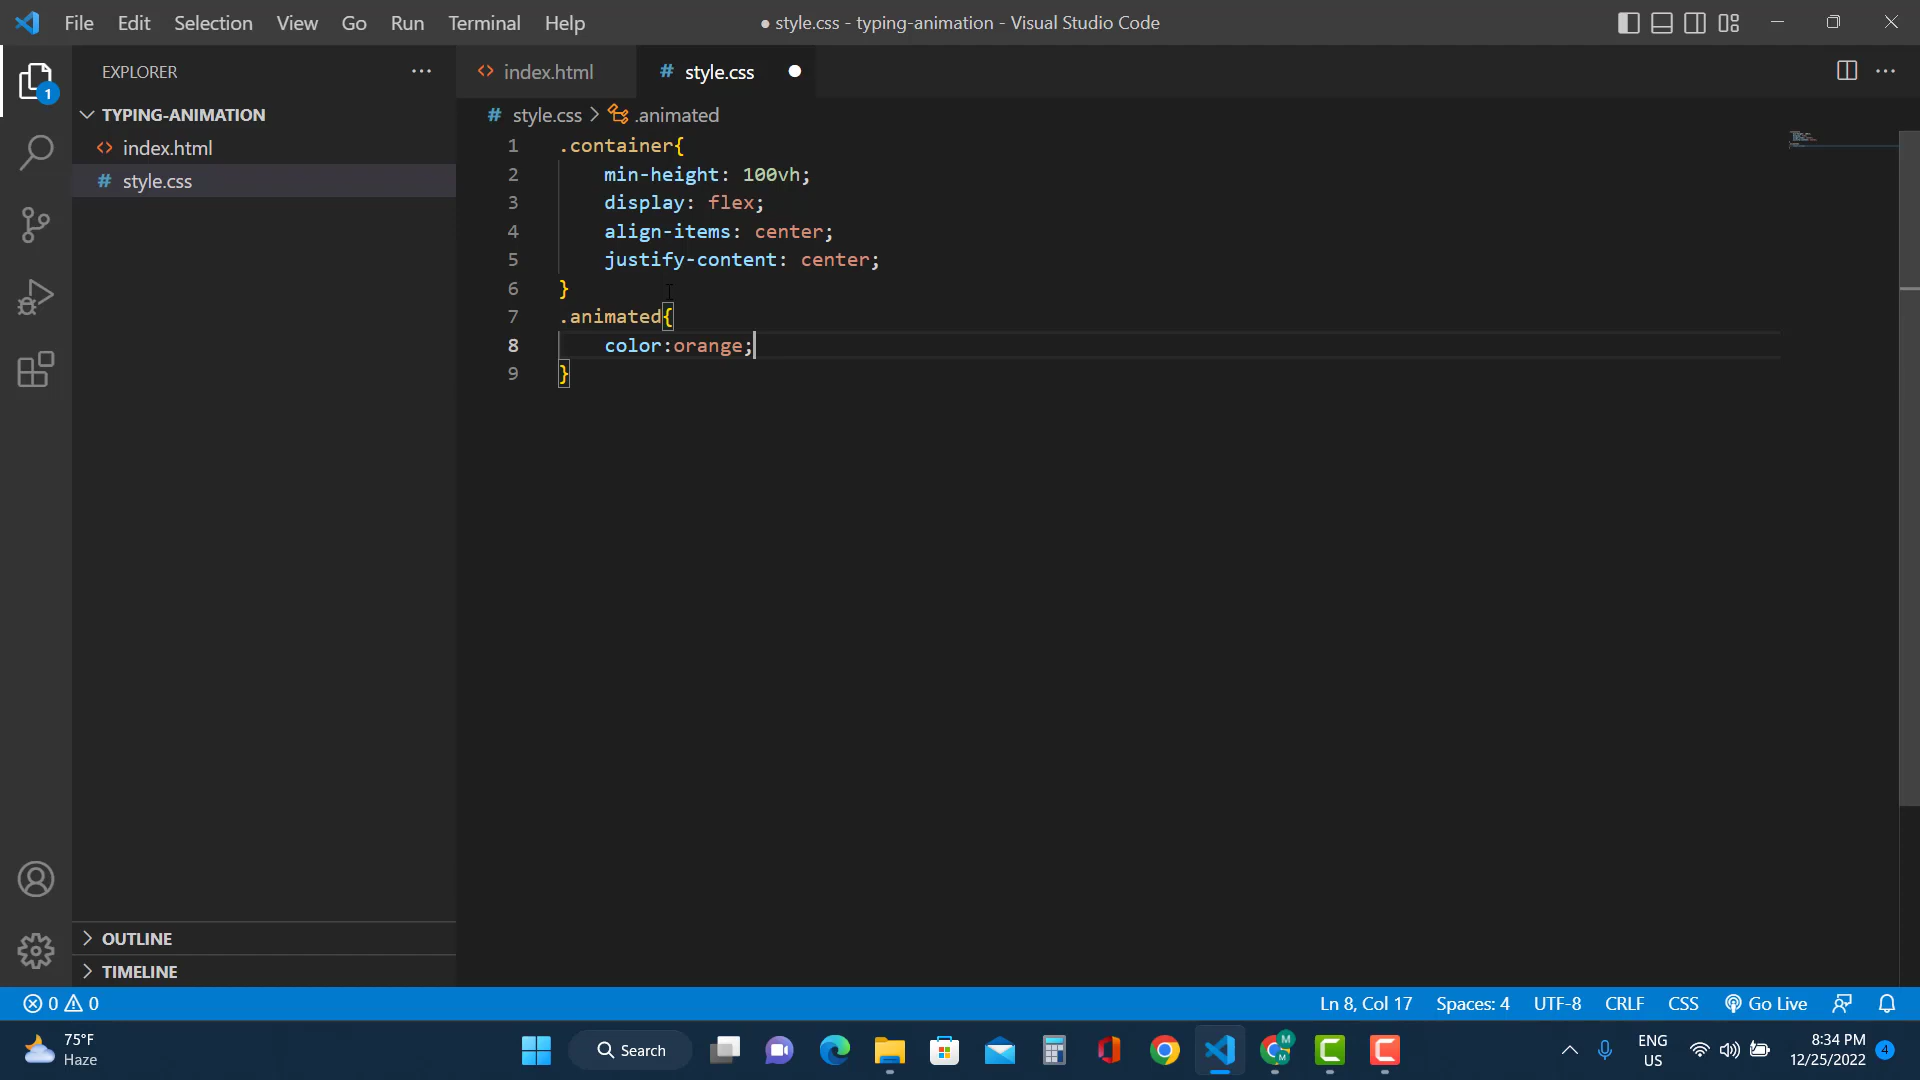 File Edit Selection View Go Run Terminal Help
● style.css - typing-animation - Visual Studio Code
EXPLORER
index.html
style.css
1
TYPING-ANIMATION
index.html
style.css
style.css > .animated
1 .container{
2 min-height: 100vh;
3 display: flex;
4 align-items: center;
5 justify-content: center;
6 }
7 .animated{
8 color:orange;
9 }
OUTLINE
TIMELINE
0 0
Ln 8, Col 17 Spaces: 4 UTF-8 CRLF CSS Go Live
75°F
Haze
Search
M
M
ENG
US
8:34 PM
12/25/2022
4